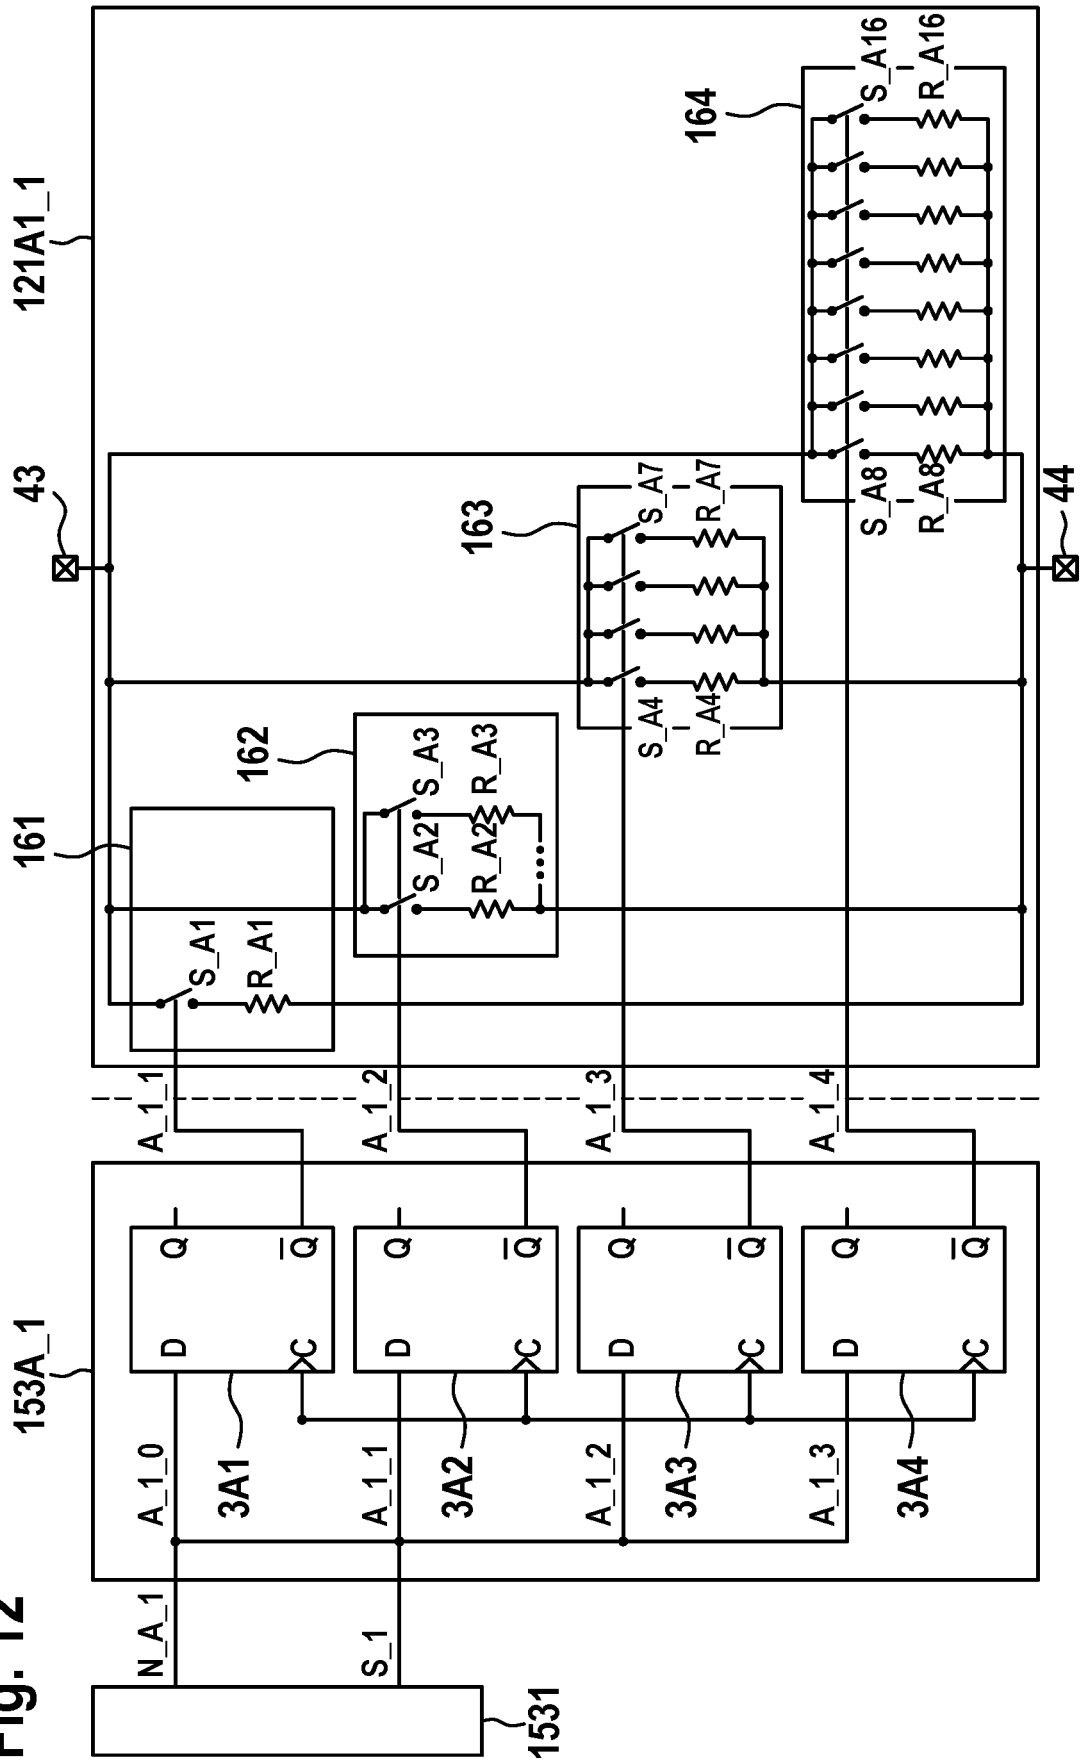 Fig. 12
153A_1
121A1_1
43
161
162
163
164
N_A_1
A_1_0
D
Q
C
Q
3A1
A_1_1
S_A1
R_A1
S_1
A_1_1
D
Q
C
Q
3A2
A_1_2
S_A2
S_A3
R_A2
R_A3
A_1_2
D
Q
C
Q
3A3
A_1_3
S_A4
S_A7
R_A4
R_A7
A_1_3
D
Q
C
Q
3A4
A_1_4
S_A8
S_A16
R_A8
R_A16
1531
44